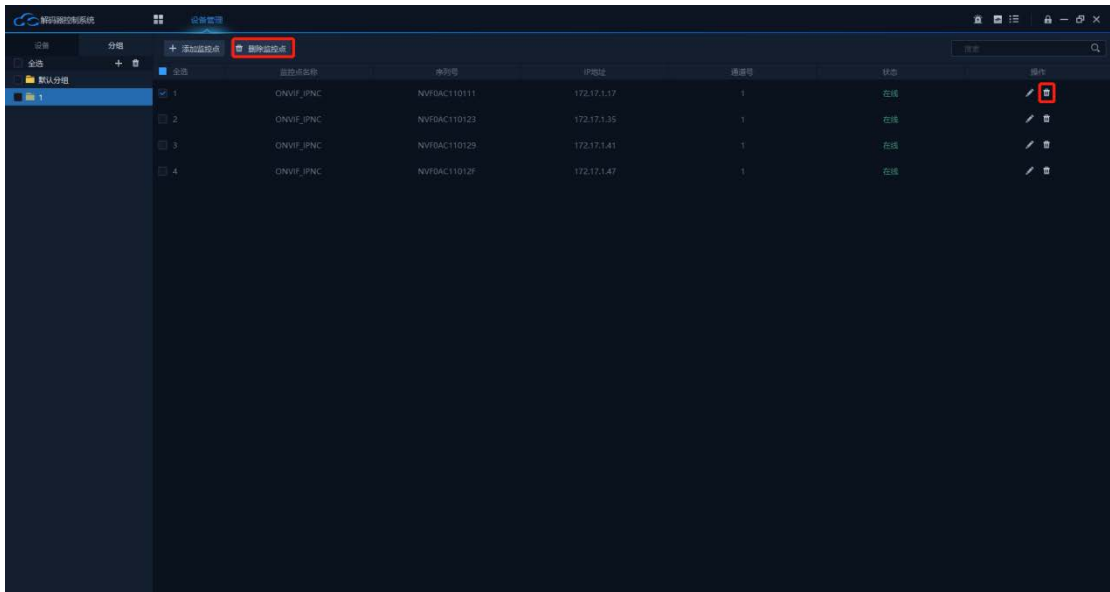 解码器控制系统 设备管理
设备 分组 添加监控点 删除监控点 搜索
全选 全选 监控点名称 序列号 IP地址 通道号 状态 操作
默认分组
1 1 ONVIF_IPNC NVF0AC110111 172.17.1.17 1 在线
2 ONVIF_IPNC NVF0AC110123 172.17.1.35 1 在线
3 ONVIF_IPNC NVF0AC110129 172.17.1.41 1 在线
4 ONVIF_IPNC NVF0AC11012F 172.17.1.47 1 在线